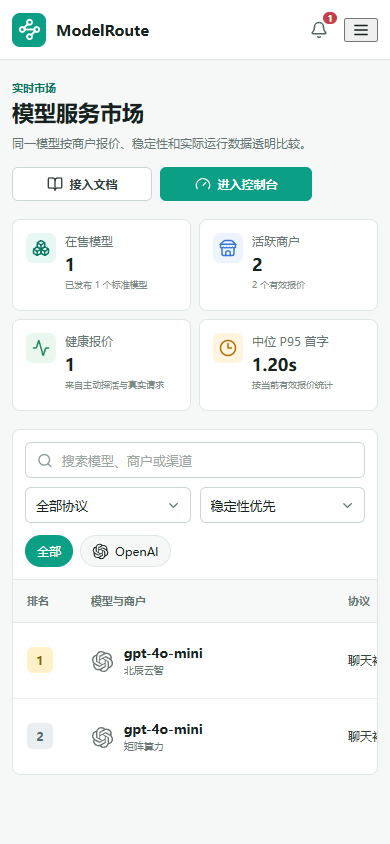 ModelRoute
1
实时市场
模型服务市场
同一模型按商户报价、稳定性和实际运行数据透明比较。
接入文档
进入控制台
在售模型
1
已发布 1 个标准模型
活跃商户
2
2 个有效报价
健康报价
1
来自主动探活与真实请求
中位 P95 首字
1.20s
按当前有效报价统计
搜索模型、商户或渠道
全部协议
稳定性优先
全部
OpenAI
排名 模型与商户 协议
1 gpt-4o-mini 聊天
北辰云智
2 gpt-4o-mini 聊天
矩阵算力